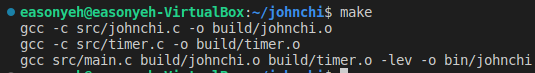 easonyeh@easonyeh-VirtualBox:~/johnchi$ make
gcc -c src/johnchi.c -o build/johnchi.o
gcc -c src/timer.c -o build/timer.o
gcc src/main.c build/johnchi.o build/timer.o -lev -o bin/johnchi